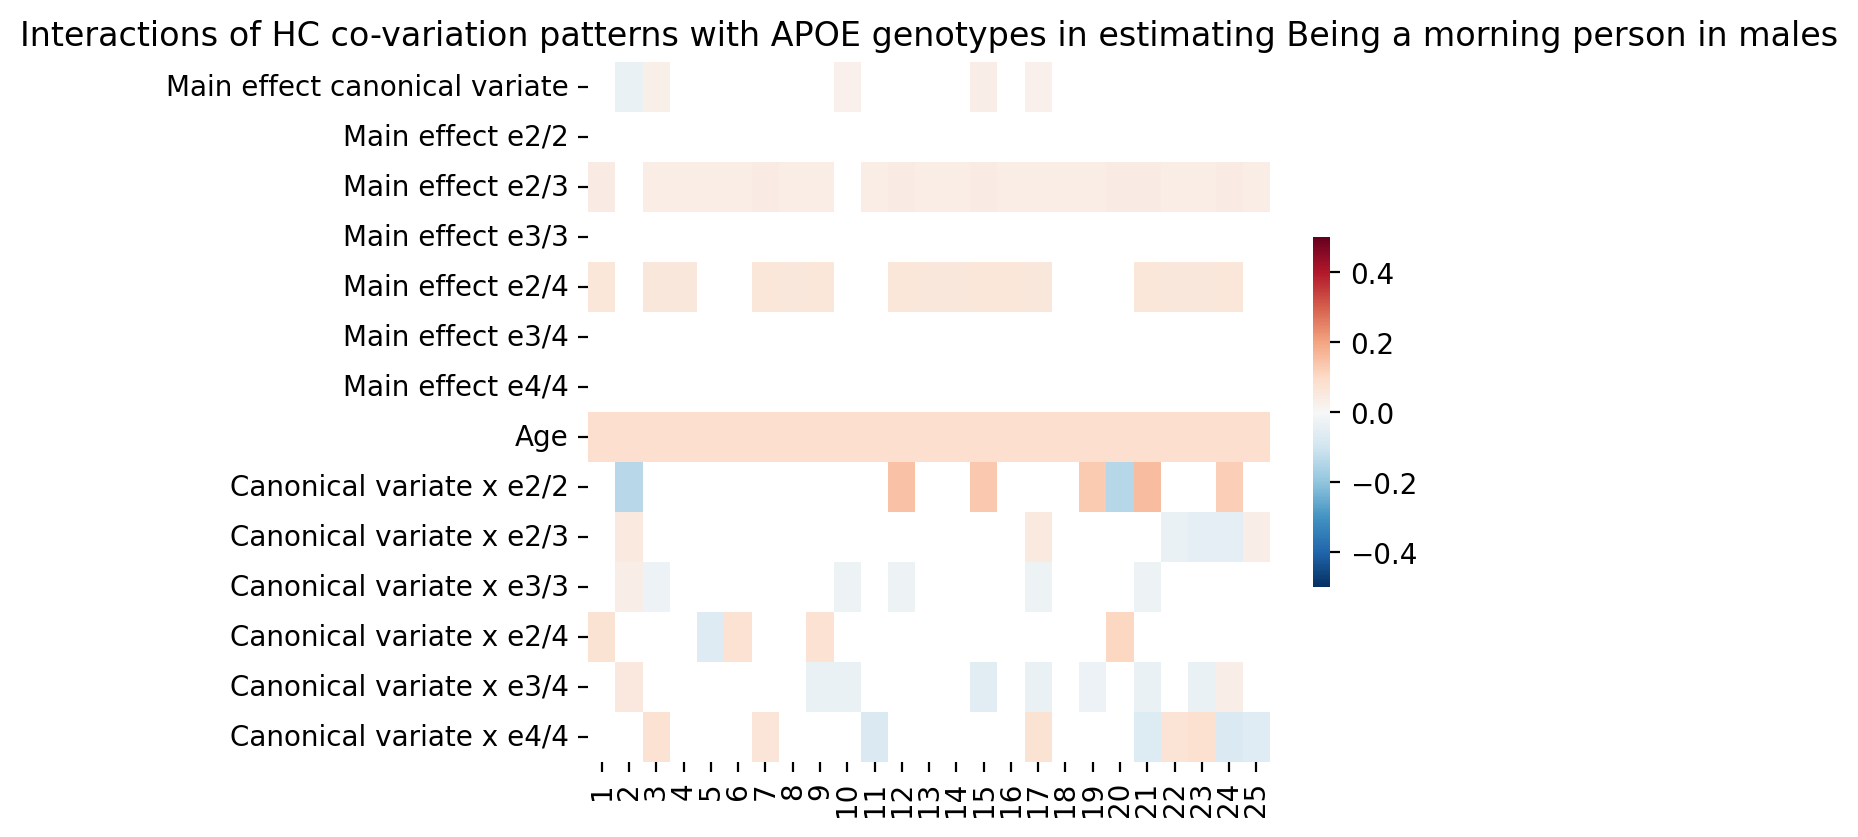 Interactions of HC co-variation patterns with APOE genotypes in estimating Being a morning person in males
Main effect canonical variate
Main effect e2/2
Main effect e2/3
Main effect e3/3
Main effect e2/4
Main effect e3/4
Main effect e4/4
Age
Canonical variate x e2/2
Canonical variate x e2/3
Canonical variate x e3/3
Canonical variate x e2/4
Canonical variate x e3/4
Canonical variate x e4/4
1 2 3 4 5 6 7 8 9 10 11 12 13 14 15 16 17 18 19 20 21 22 23 24 25
0.4
0.2
0.0
−0.2
−0.4